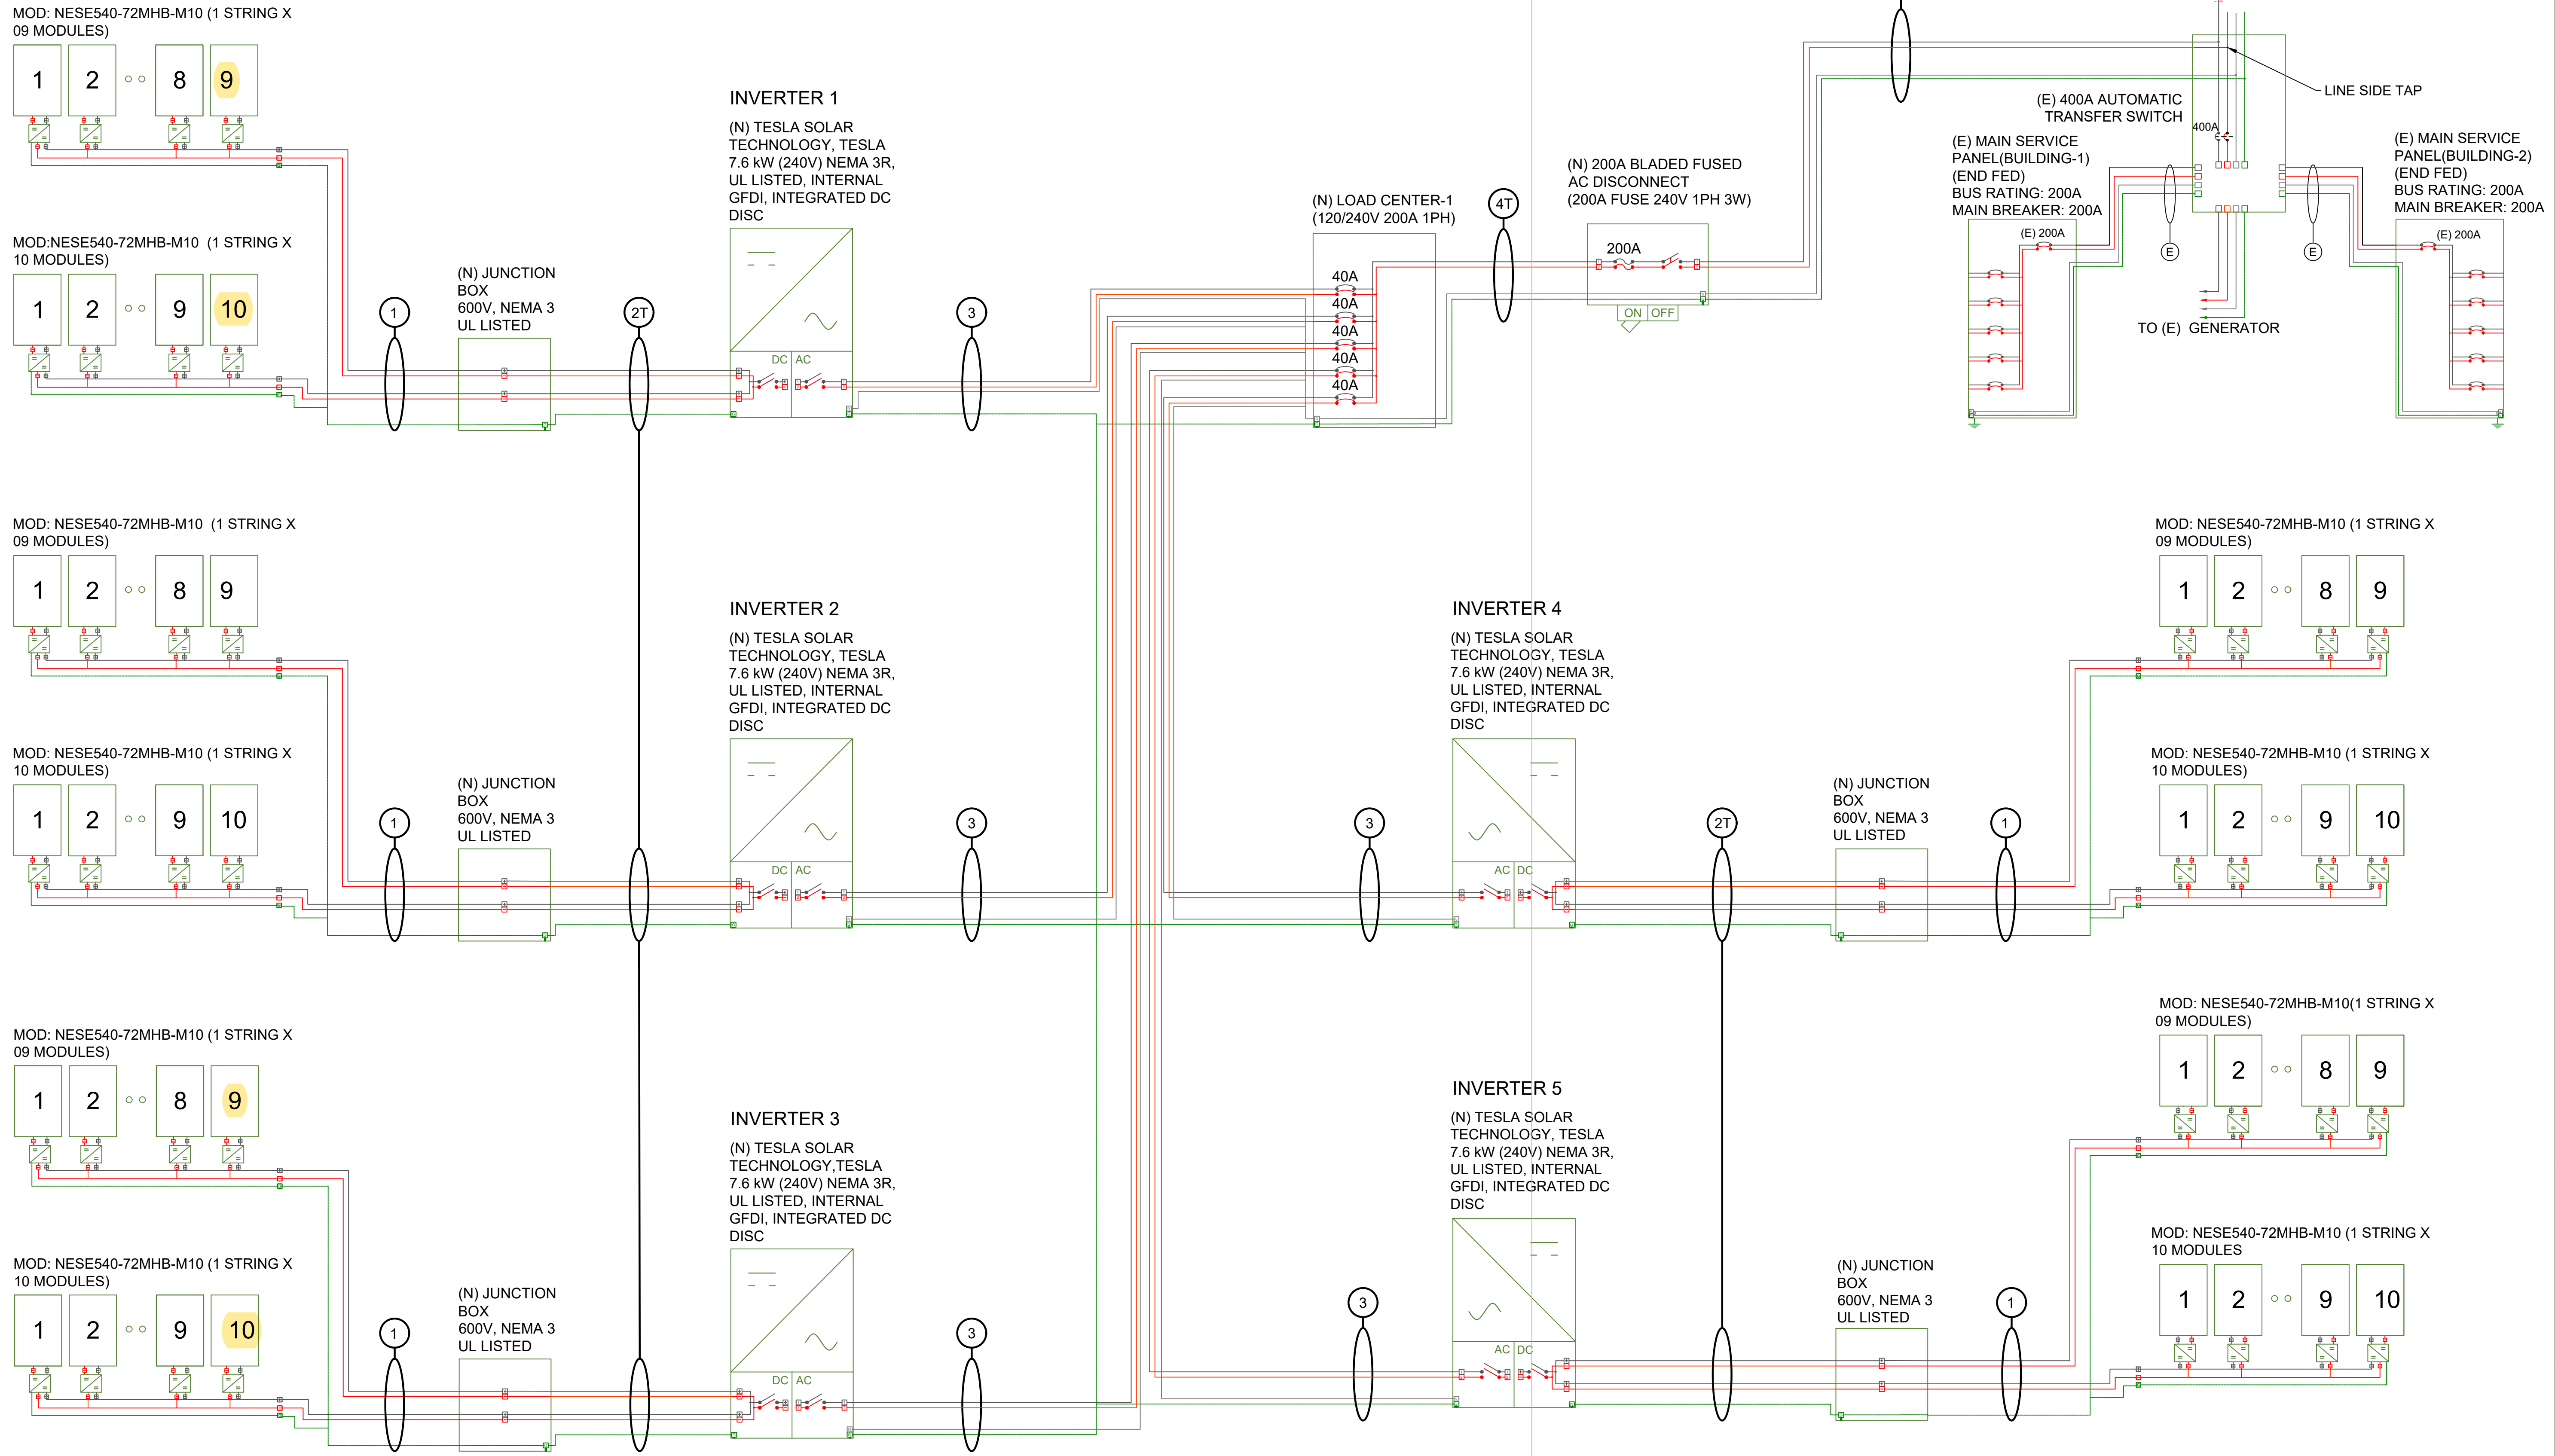 MOD: NESE540-72MHB-M10 (1 STRING X
09 MODULES)
1
2
8
9
MOD:NESE540-72MHB-M10 (1 STRING X
10 MODULES)
1
2
9
10
1
(N) JUNCTION
BOX
600V, NEMA 3
UL LISTED
2T
INVERTER 1
(N) TESLA SOLAR
TECHNOLOGY, TESLA
7.6 kW (240V) NEMA 3R,
UL LISTED, INTERNAL
GFDI, INTEGRATED DC
DISC
DC
AC
3
(N) LOAD CENTER-1
(120/240V 200A 1PH)
40A
40A
40A
40A
40A
4T
(N) 200A BLADED FUSED
AC DISCONNECT
(200A FUSE 240V 1PH 3W)
200A
ON
OFF
LINE SIDE TAP
(E) 400A AUTOMATIC
TRANSFER SWITCH
400A
(E) MAIN SERVICE
PANEL(BUILDING-1)
(END FED)
BUS RATING: 200A
MAIN BREAKER: 200A
(E) 200A
E
E
TO (E) GENERATOR
(E) MAIN SERVICE
PANEL(BUILDING-2)
(END FED)
BUS RATING: 200A
MAIN BREAKER: 200A
(E) 200A
MOD: NESE540-72MHB-M10 (1 STRING X
09 MODULES)
1
2
8
9
MOD: NESE540-72MHB-M10 (1 STRING X
10 MODULES)
1
2
9
10
1
(N) JUNCTION
BOX
600V, NEMA 3
UL LISTED
INVERTER 2
(N) TESLA SOLAR
TECHNOLOGY, TESLA
7.6 kW (240V) NEMA 3R,
UL LISTED, INTERNAL
GFDI, INTEGRATED DC
DISC
DC
AC
3
3
INVERTER 4
(N) TESLA SOLAR
TECHNOLOGY, TESLA
7.6 kW (240V) NEMA 3R,
UL LISTED, INTERNAL
GFDI, INTEGRATED DC
DISC
AC
DC
2T
(N) JUNCTION
BOX
600V, NEMA 3
UL LISTED
1
MOD: NESE540-72MHB-M10 (1 STRING X
09 MODULES)
1
2
8
9
MOD: NESE540-72MHB-M10 (1 STRING X
10 MODULES)
1
2
9
10
MOD: NESE540-72MHB-M10 (1 STRING X
09 MODULES)
1
2
8
9
MOD: NESE540-72MHB-M10 (1 STRING X
10 MODULES)
1
2
9
10
1
(N) JUNCTION
BOX
600V, NEMA 3
UL LISTED
INVERTER 3
(N) TESLA SOLAR
TECHNOLOGY,TESLA
7.6 kW (240V) NEMA 3R,
UL LISTED, INTERNAL
GFDI, INTEGRATED DC
DISC
DC
AC
3
3
INVERTER 5
(N) TESLA SOLAR
TECHNOLOGY, TESLA
7.6 kW (240V) NEMA 3R,
UL LISTED, INTERNAL
GFDI, INTEGRATED DC
DISC
AC
DC
(N) JUNCTION
BOX
600V, NEMA 3
UL LISTED
1
MOD: NESE540-72MHB-M10(1 STRING X
09 MODULES)
1
2
8
9
MOD: NESE540-72MHB-M10 (1 STRING X
10 MODULES
1
2
9
10